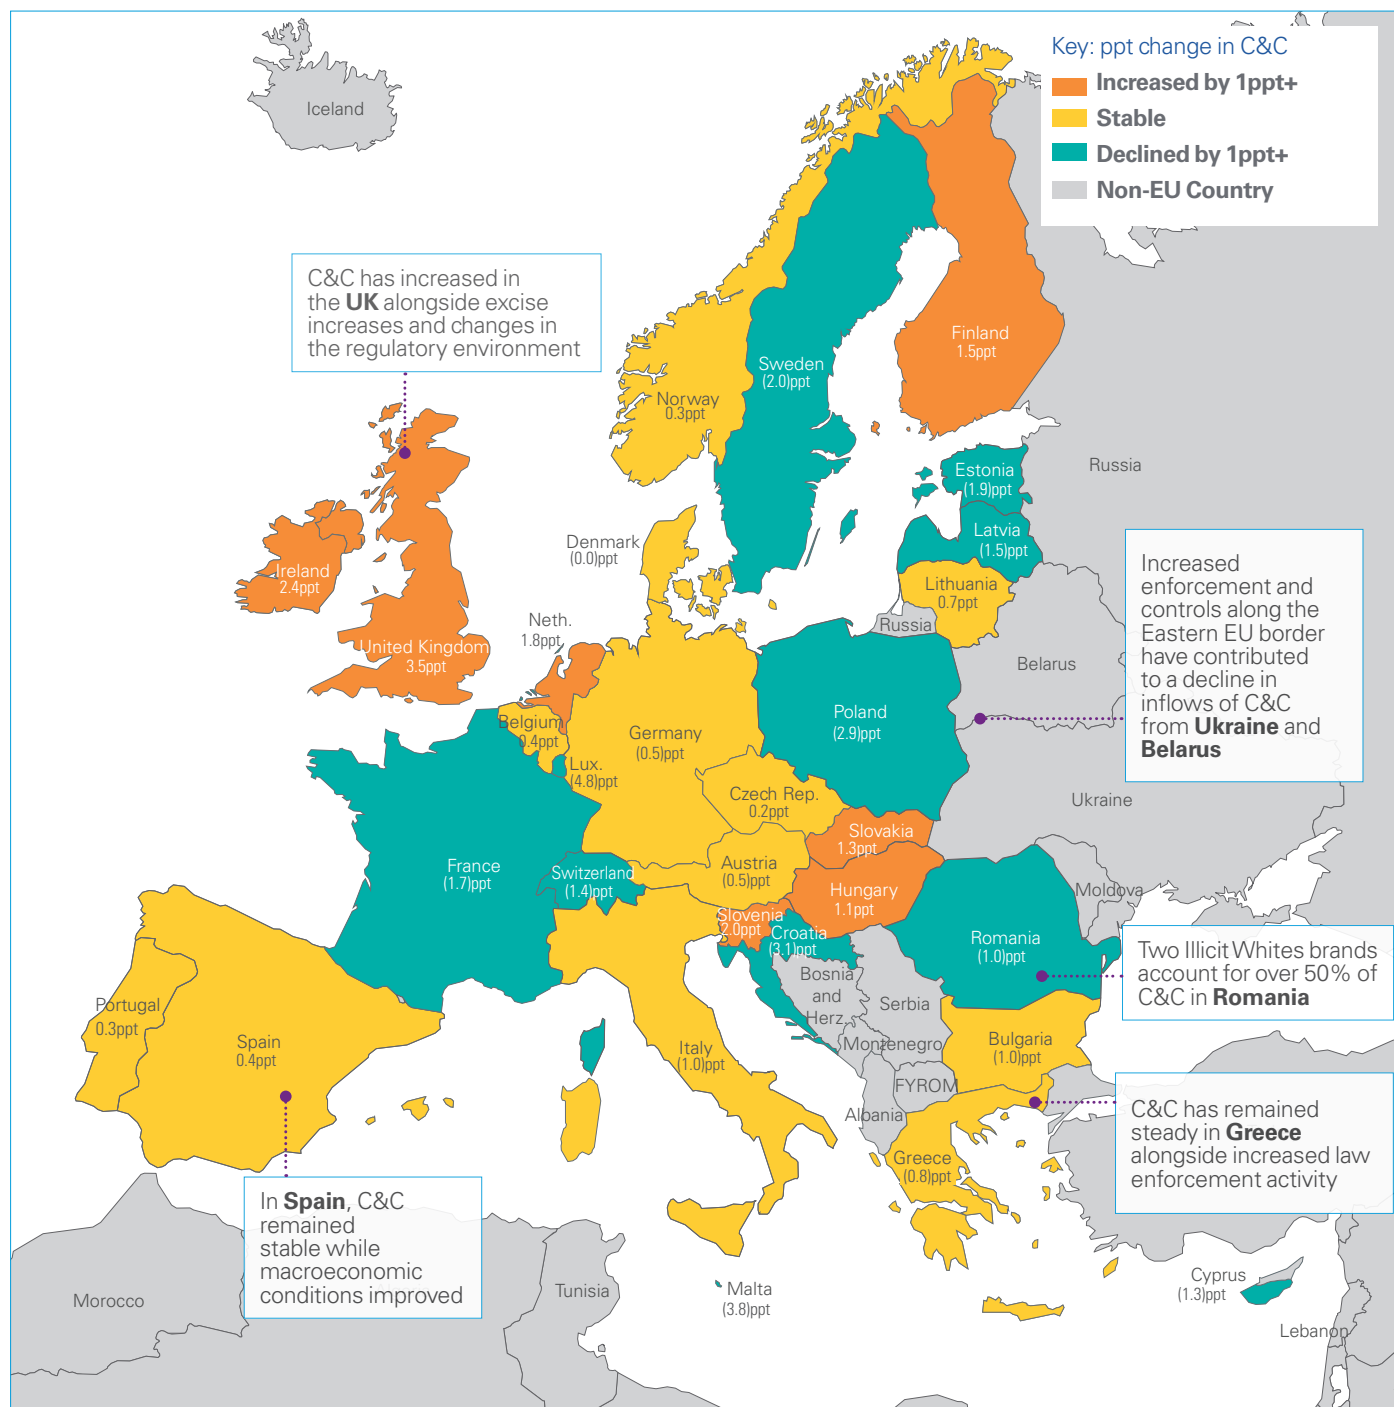 Key: ppt change in C&C
Increased by 1ppt+
Stable
Declined by 1ppt+
Non-EU Country
Iceland
C&C has increased in
the UK alongside excise
increases and changes in
the regulatory environment
Finland
1.5ppt
Sweden
(2.0)ppt
Norway
0.3ppt
Russia
Estonia
(1.9)ppt
Latvia
(1.5)ppt
Denmark
(0.0)ppt
Lithuania
0.7ppt
Ireland
2.4ppt
Neth.
1.8ppt
Russia
United Kingdom
3.5ppt
Belarus
Increased
enforcement and
controls along the
Eastern EU border
have contributed
to a decline in
inflows of C&C
from Ukraine and
Belarus
Poland
(2.9)ppt
Belgium
0.4ppt
Germany
(0.5)ppt
Lux.
(4.8)ppt
Czech Rep.
0.2ppt
Ukraine
Slovakia
1.3ppt
France
(1.7)ppt
Switzerland
(1.4)ppt
Austria
(0.5)ppt
Hungary
1.1ppt
Moldova
Slovenia
2.0ppt
Croatia
(3.1)ppt
Romania
(1.0)ppt
Two Illicit Whites brands
account for over 50% of
C&C in Romania
Bosnia
and
Herz.
Serbia
Portugal
0.3ppt
Spain
0.4ppt
Italy
(1.0)ppt
Montenegro
Bulgaria
(1.0)ppt
FYROM
Albania
C&C has remained
steady in Greece
alongside increased law
enforcement activity
Greece
(0.8)ppt
In Spain, C&C
remained
stable while
macroeconomic
conditions improved
Morocco
Tunisia
Malta
(3.8)ppt
Cyprus
(1.3)ppt
Lebanon